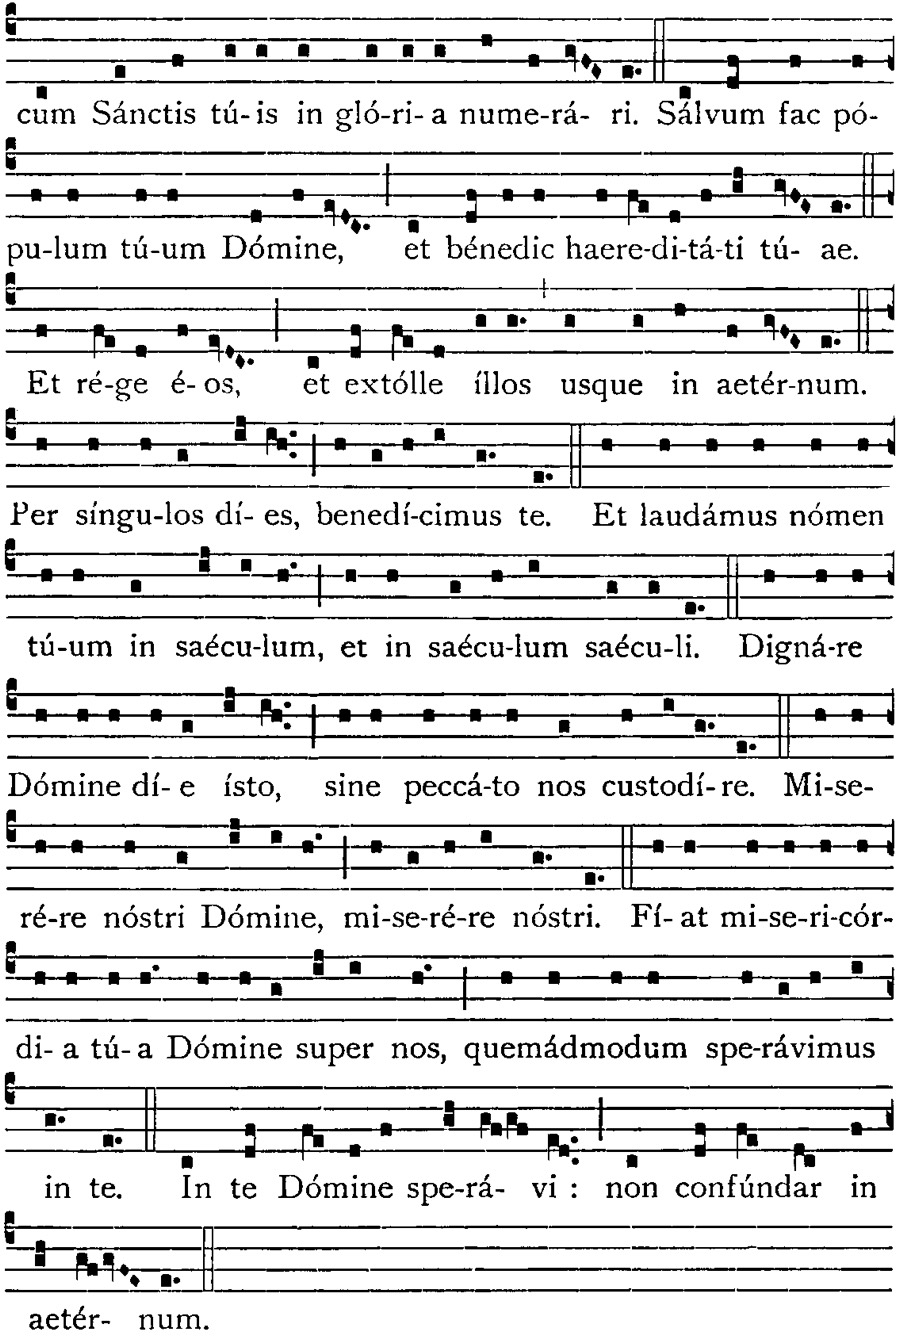 cum Sánctis tú-is in gló-ri-a nume-rá- ri. Sálvum fac pó-
pu-lum tú-um Dómine, et bénedic haere-di-tá-ti tú- ae.
Et ré-ge é-os, et extólle íllos usque in aetér-num.
Per síngu-los dí- es, benedí-cimus te. Et laudámus nómen
tú-um in saécu-lum, et in saécu-lum saécu-li. Digná-re
Dómine dí- e ísto, sine peccá-to nos custodí-re. Mi-se-
ré-re nóstri Dómine, mi-se-ré-re nóstri. Fí- at mi-se-ri-cór-
di- a tú-a Dómine super nos, quemádmodum spe-rávimus
in te. In te Dómine spe-rá- vi : non confúndar in
aetér- num.